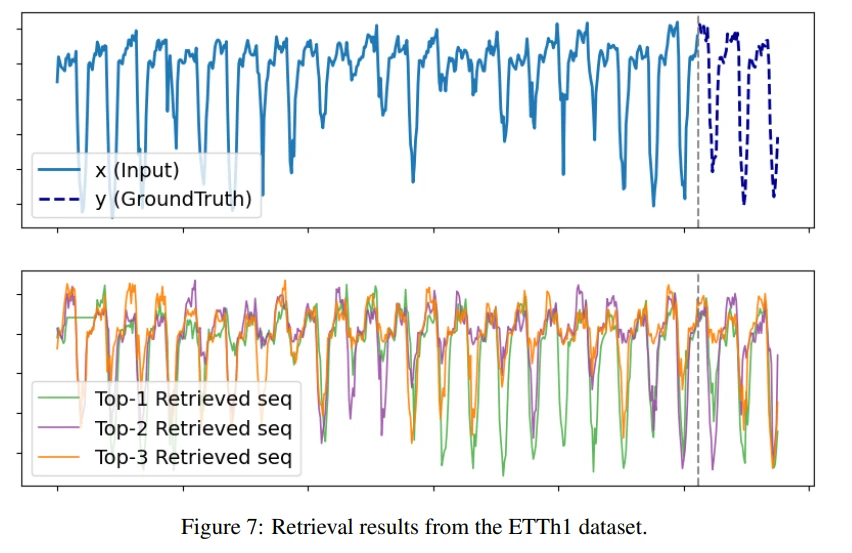 x (Input)
y (GroundTruth)
Top-1 Retrieved seq
Top-2 Retrieved seq
Top-3 Retrieved seq
Figure 7: Retrieval results from the ETTh1 dataset.